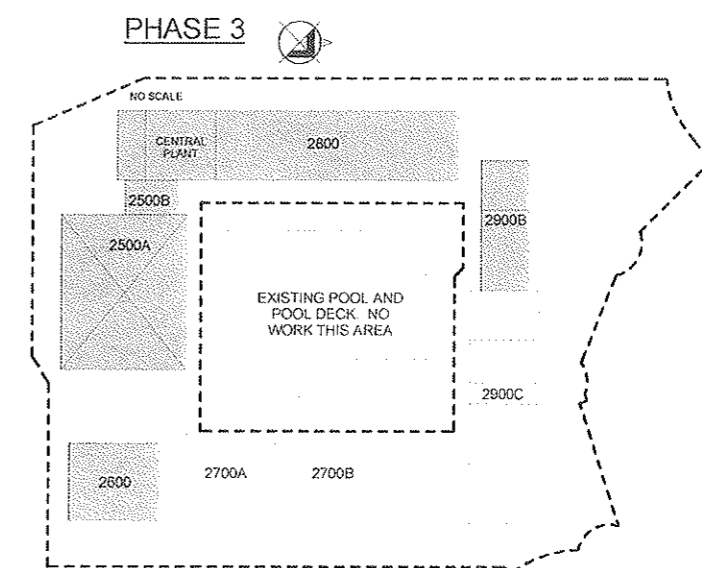 PHASE 3
NO SCALE
CENTRAL
PLANT
2800
2500B
2500A
2900B
EXISTING POOL AND
POOL DECK. NO
WORK THIS AREA
2900C
2600
2700A
2700B